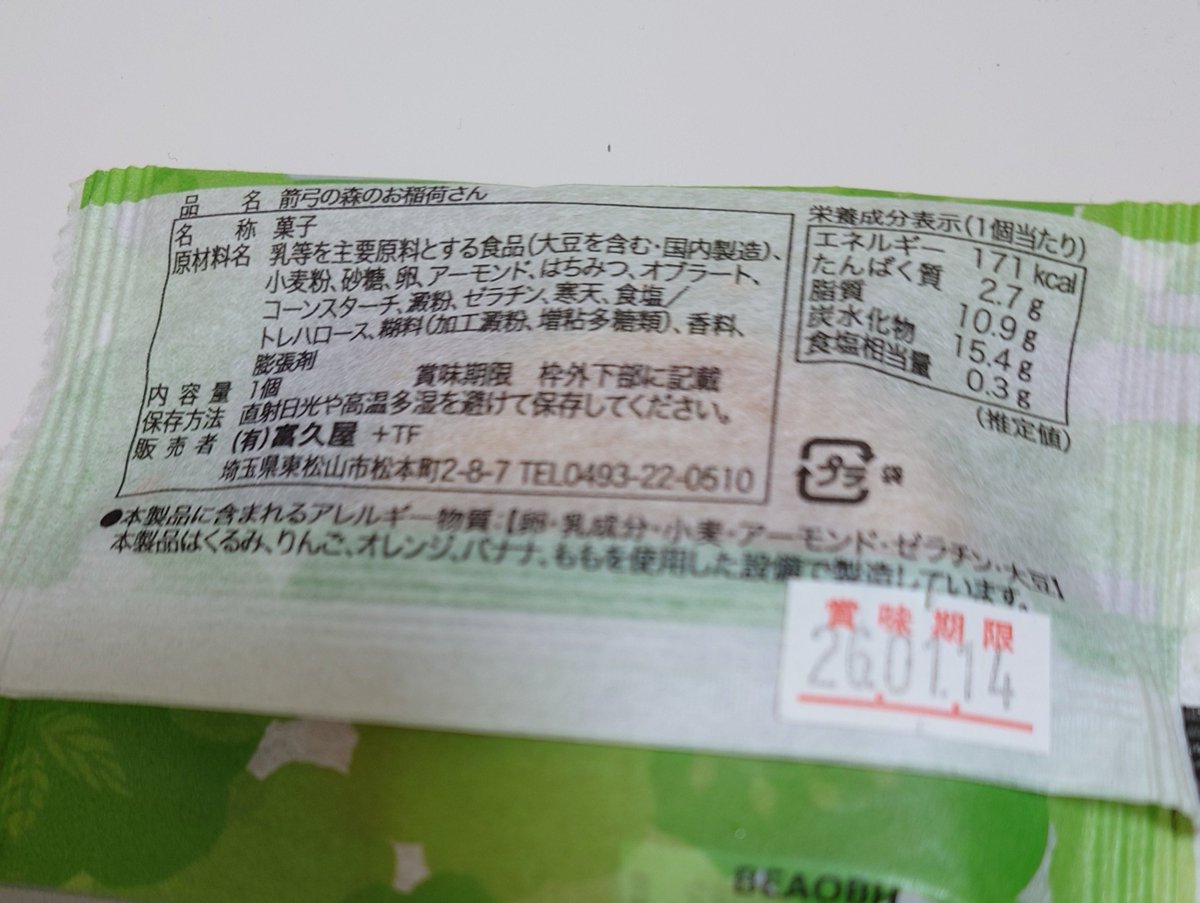 品名 箭弓の森のお稲荷さん
名称 菓子
原材料名 乳等を主要原料とする食品(大豆を含む・国内製造)、
小麦粉、砂糖、卵、アーモンド、はちみつ、オブラート、
コーンスターチ、澱粉、ゼラチン、寒天、食塩／
トレハロース、糊料(加工澱粉、増粘多糖類)、香料、
膨張剤
内容量 1個 賞味期限 枠外下部に記載
保存方法 直射日光や高温多湿を避けて保存してください。
販売者 (有)富久屋 +TF
埼玉県東松山市松本町2-8-7 TEL0493-22-0510
栄養成分表示(1個当たり)
エネルギー 171kcal
たんぱく質 2.7g
脂質 10.9g
炭水化物 15.4g
食塩相当量 0.3g
(推定値)
プラ 袋
●本製品に含まれるアレルギー物質:【卵・乳成分・小麦・アーモンド・ゼラチン・大豆】
本製品はくるみ、りんご、オレンジ、バナナ、ももを使用した設備で製造しています。
賞味期限
26.01.14